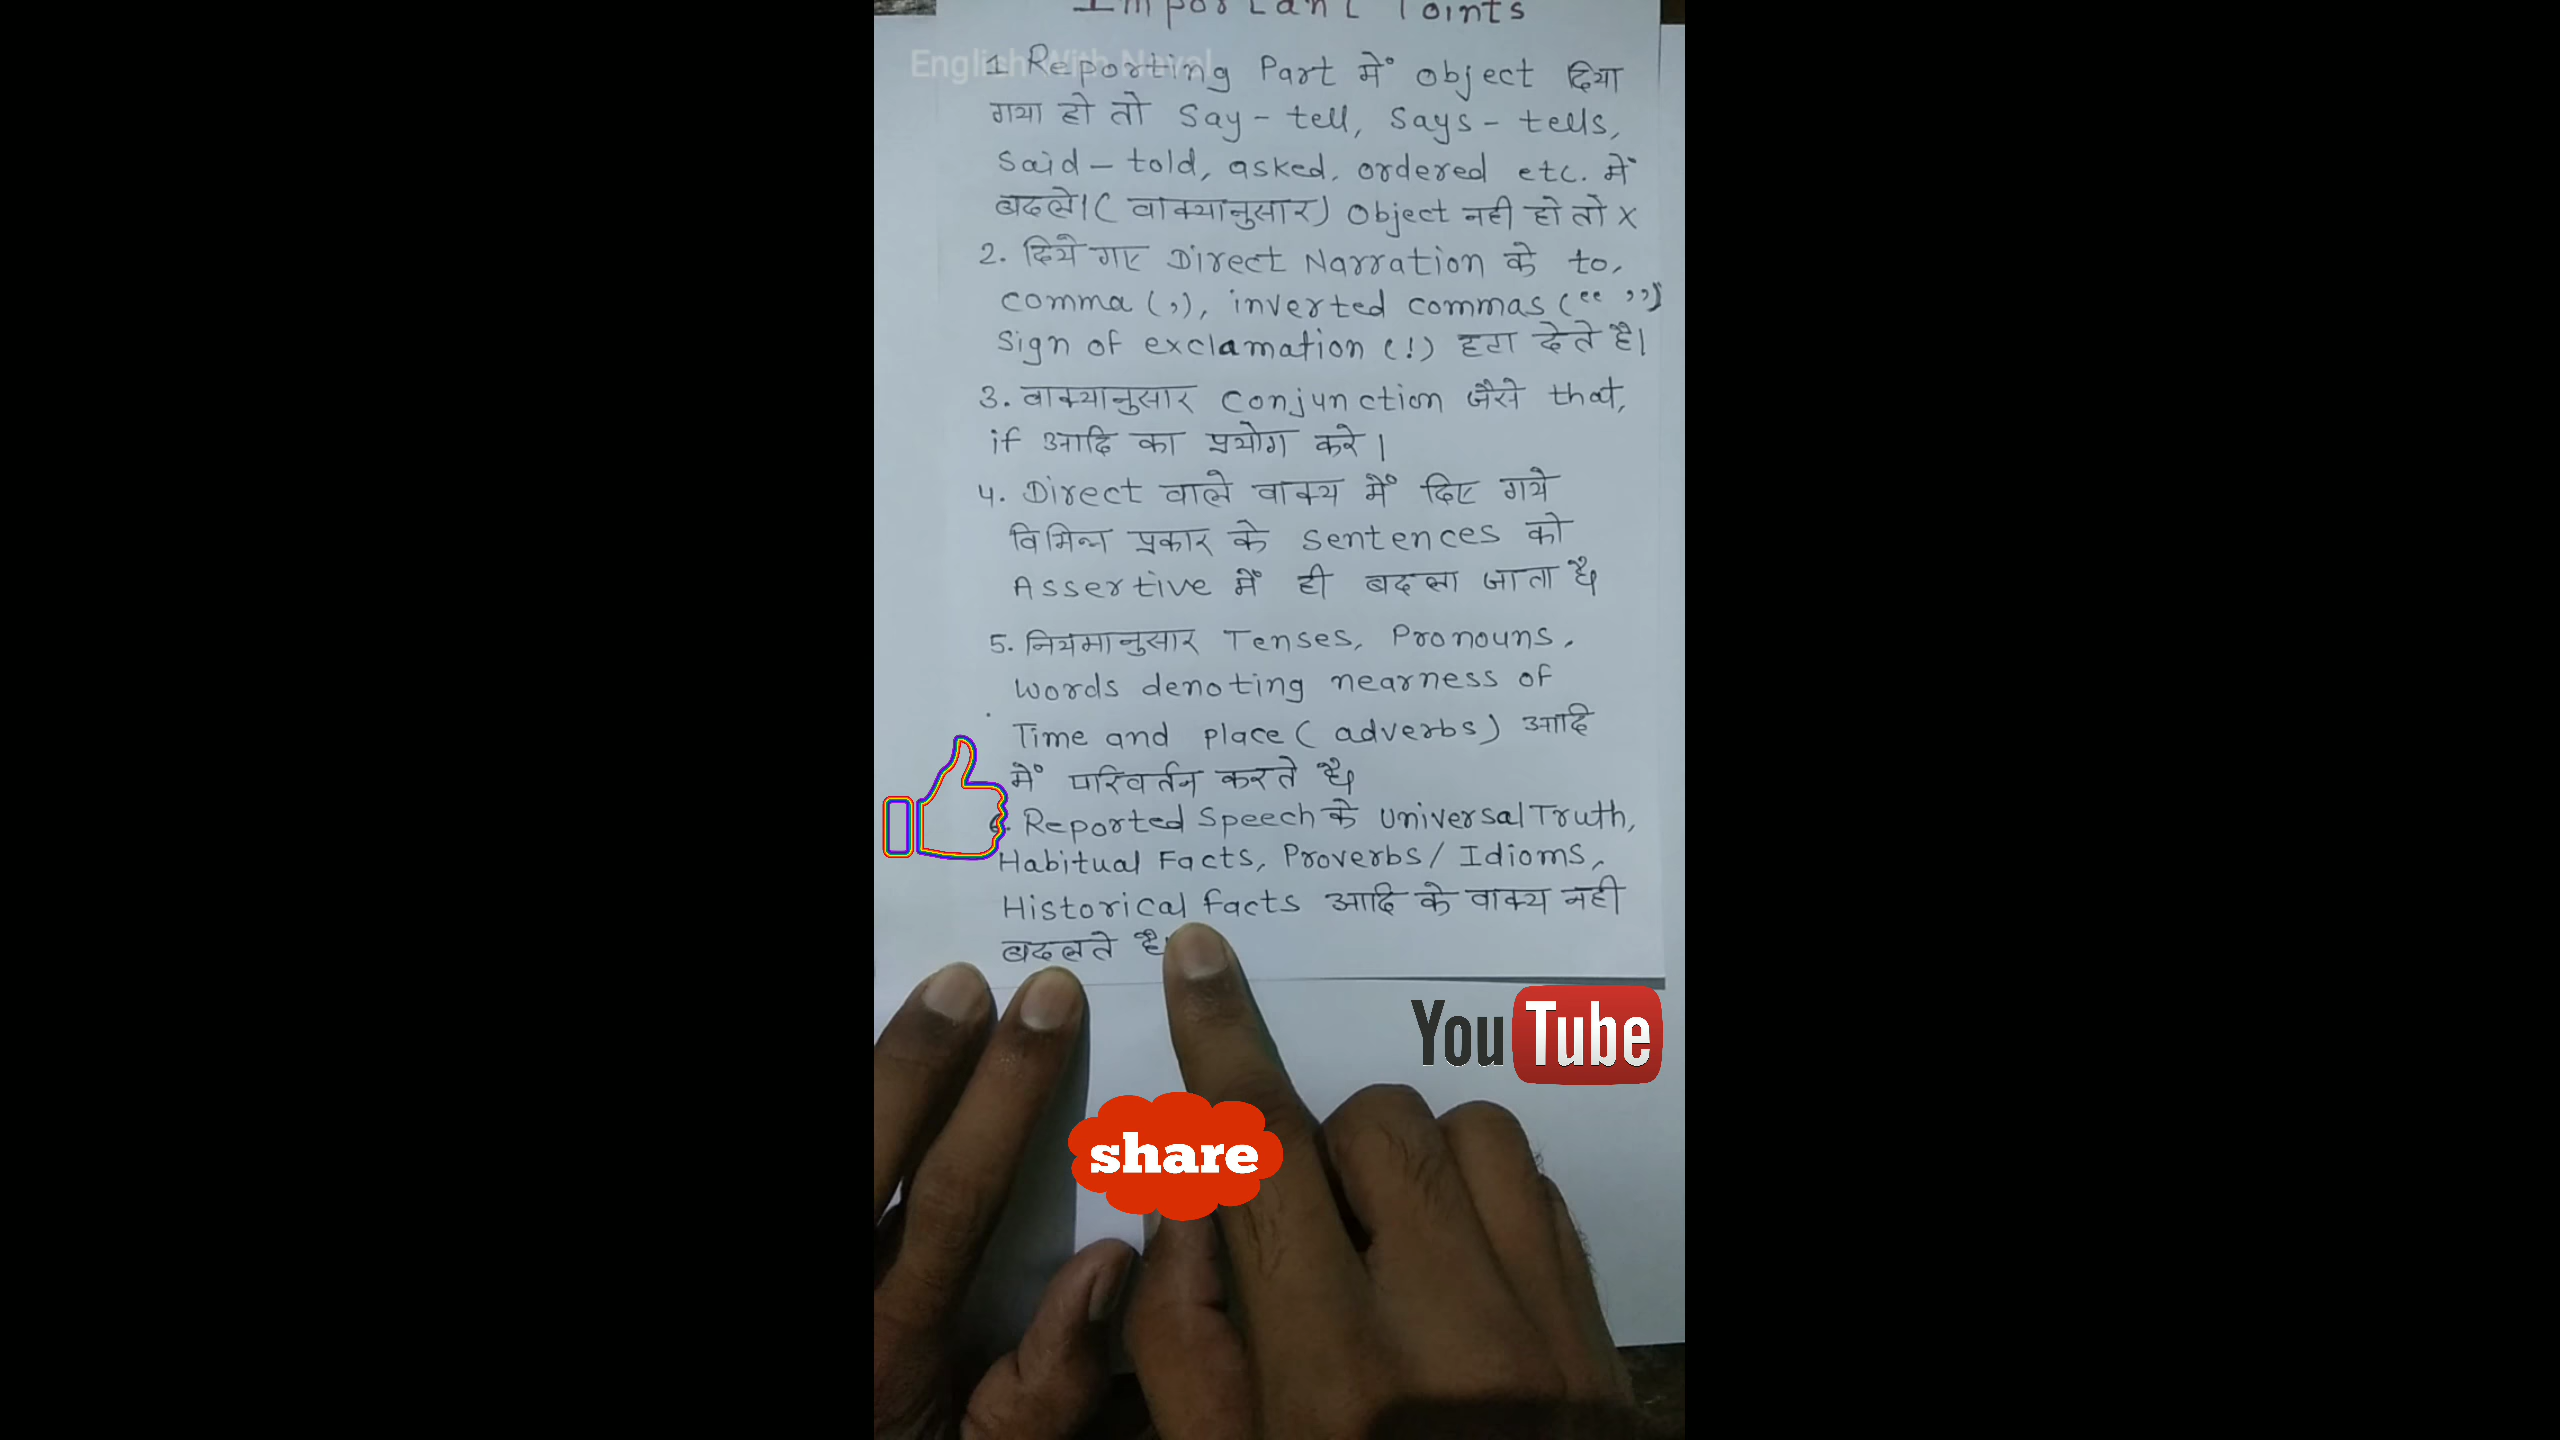 Important Points
English With Naval
1 Reporting Part में object दिया
गया हो तो Say - tell, Says - tells,
Said - told, asked, ordered etc. में
बदले। ( वाक्यानुसार) Object नही हो तो x
2. दिये गए Direct Narration के to,
comma (,), inverted commas (“ ”)
Sign of exclamation (!) हटा देते है।
3. वाक्यानुसार Conjunction जैसे that,
if आदि का प्रयोग करे।
4. Direct वाले वाक्य में दिए गये
विभिन्न प्रकार के Sentences को
Assertive में ही बदला जाता है।
5. नियमानुसार Tenses, Pronouns,
Words denoting nearness of
Time and place ( adverbs) आदि
में परिवर्तन करते है।
6. Reported Speech के Universal Truth,
Habitual Facts, Proverbs/ Idioms,
Historical facts आदि के वाक्य नही
बदलते है।
YouTube
share